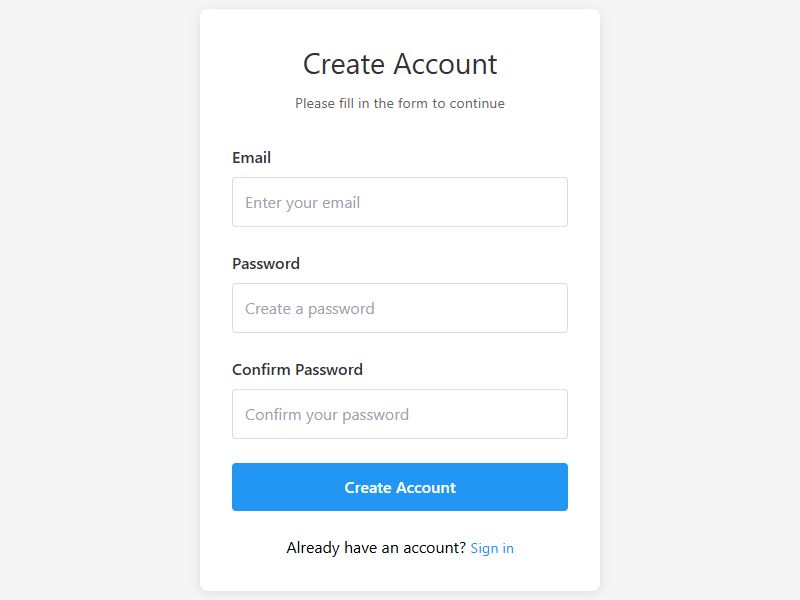 Create Account
Please fill in the form to continue
Email
Enter your email
Password
Create a password
Confirm Password
Confirm your password
Create Account
Already have an account? Sign in